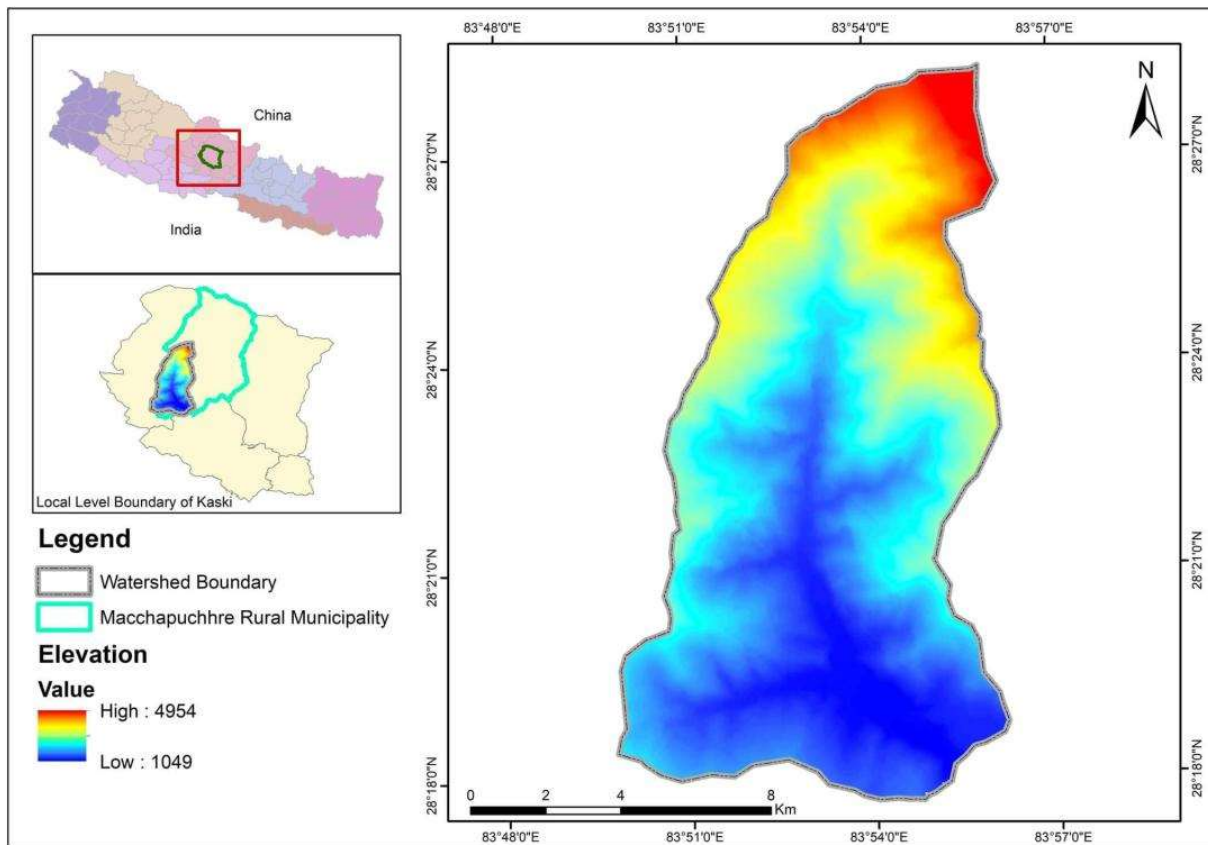 China
India
Local Level Boundary of Kaski
Legend
Watershed Boundary
Macchapuchhre Rural Municipality
Elevation
Value
High : 4954
Low : 1049
83°48'0"E 83°51'0"E 83°54'0"E 83°57'0"E
N
28°27'0"N 28°27'0"N
28°24'0"N 28°24'0"N
28°21'0"N 28°21'0"N
28°18'0"N 28°18'0"N
0 2 4 8
Km
83°48'0"E 83°51'0"E 83°54'0"E 83°57'0"E